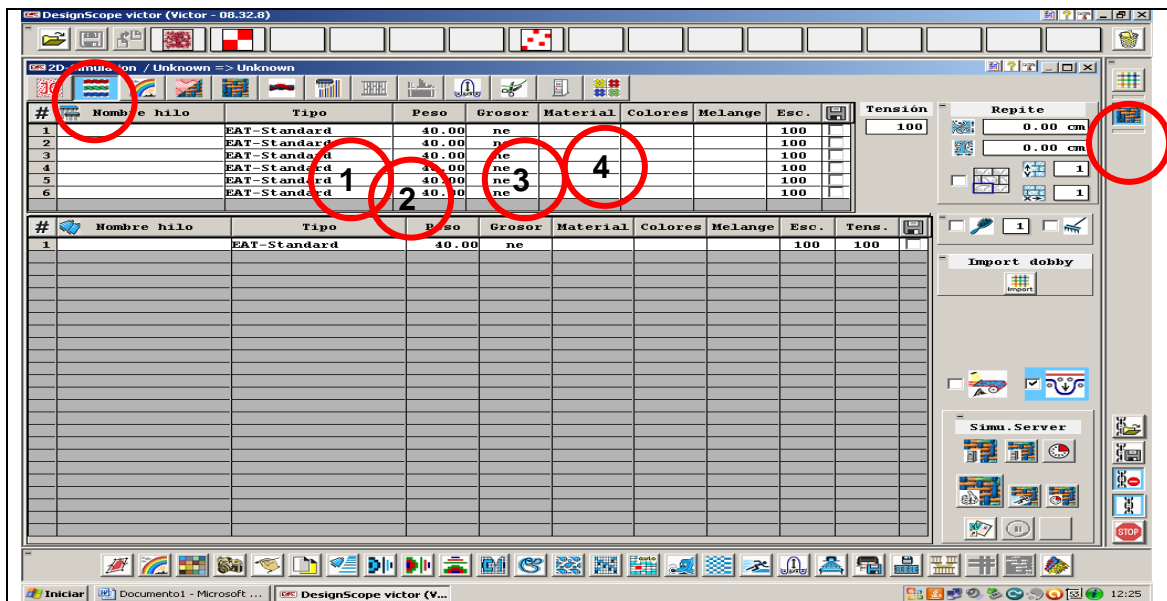 DesignScope victor (Victor - 08.32.8)
2D-Simulation / Unknown => Unknown
# Nombre hilo Tipo Peso Grosor Material Colores Melange Esc. Tensión Repite
1 EAT-Standard 40.00 ne 100 100 0.00 cm
2 EAT-Standard 40.00 ne 100 0.00 cm
3 EAT-Standard 40.00 ne 100
4 EAT-Standard 40.00 ne 100 1
5 EAT-Standard 40.00 ne 100
6 EAT-Standard 40.00 ne 100 1
1 2 3 4
# Nombre hilo Tipo Peso Grosor Material Colores Melange Esc. Tens. 1
1 EAT-Standard 40.00 ne 100 100
Import dobby
Import
Simu.Server
STOP
Iniciar Documento1 - Microsoft ... DesignScope victor (V... 12:25